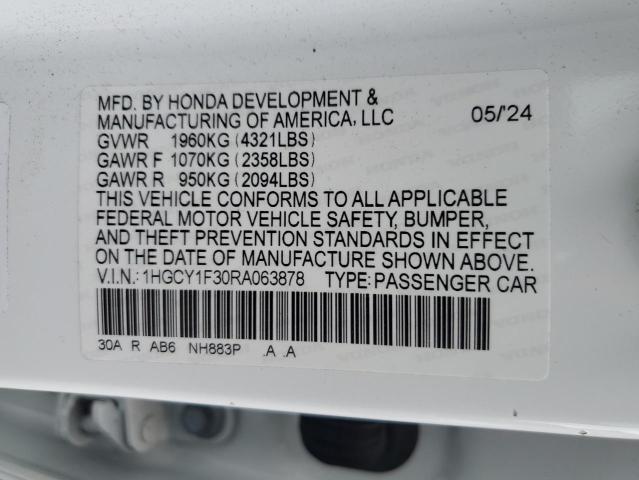 MFD. BY HONDA DEVELOPMENT &
MANUFACTURING OF AMERICA, LLC 05/'24
GVWR 1960KG (4321LBS)
GAWR F 1070KG (2358LBS)
GAWR R 950KG (2094LBS)
THIS VEHICLE CONFORMS TO ALL APPLICABLE
FEDERAL MOTOR VEHICLE SAFETY, BUMPER,
AND THEFT PREVENTION STANDARDS IN EFFECT
ON THE DATE OF MANUFACTURE SHOWN ABOVE.
V.I.N.: 1HGCY1F30RA063878 TYPE: PASSENGER CAR
30A R AB6 NH883P .A .A